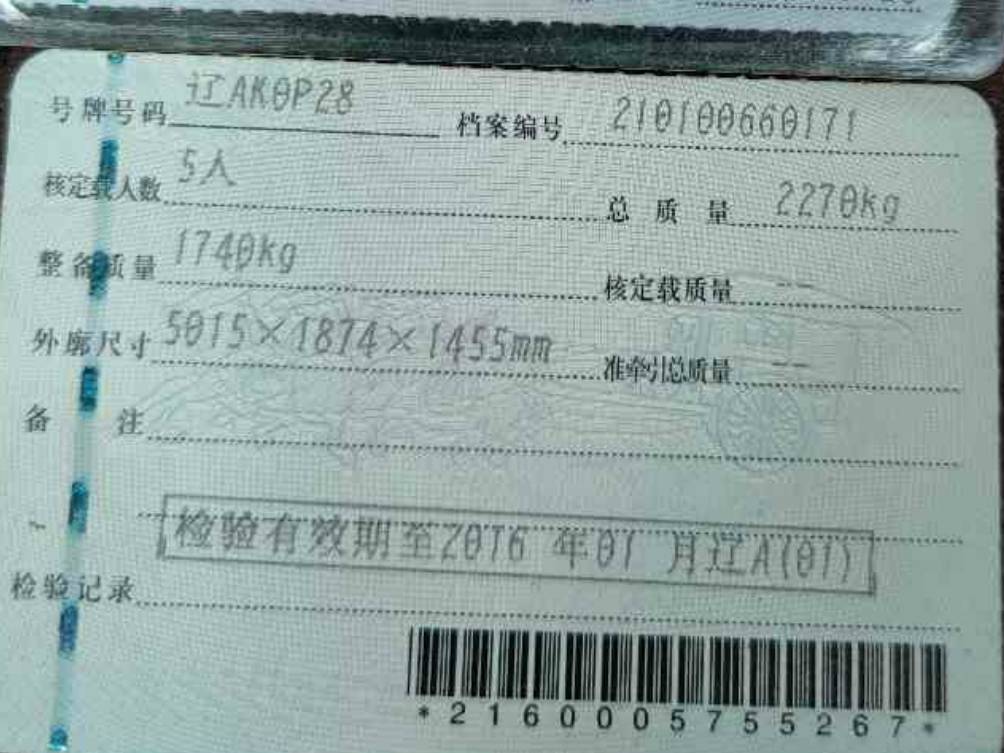 号牌号码 辽AK0P28 档案编号 210100660171
核定载人数 5人 总质量 2270kg
整备质量 1740kg 核定载质量 --
外廓尺寸 5015×1874×1455mm 准牵引总质量 --
备注
检验有效期至2016年01月辽A(01)
检验记录
*2160005755267*